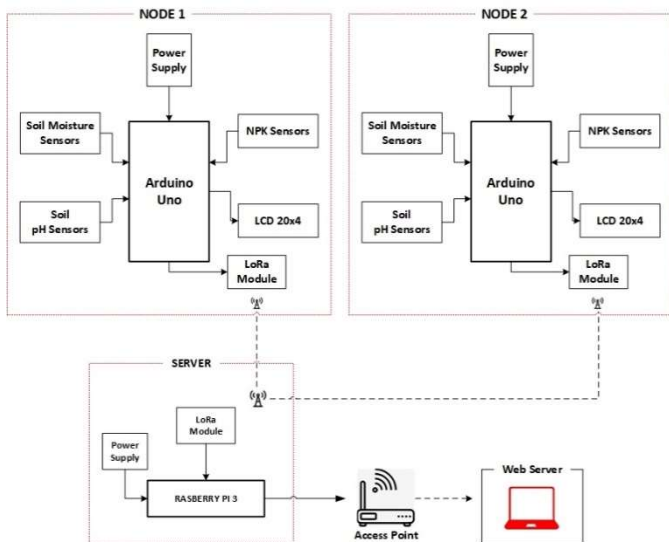 NODE 1
Power
Supply
Soil Moisture
Sensors
NPK Sensors
Arduino
Uno
Soil
pH Sensors
LCD 20x4
LoRa
Module
NODE 2
Power
Supply
Soil Moisture
Sensors
NPK Sensors
Arduino
Uno
Soil
pH Sensors
LCD 20x4
LoRa
Module
SERVER
LoRa
Module
Power
Supply
RASBERRY PI 3
Access Point
Web Server